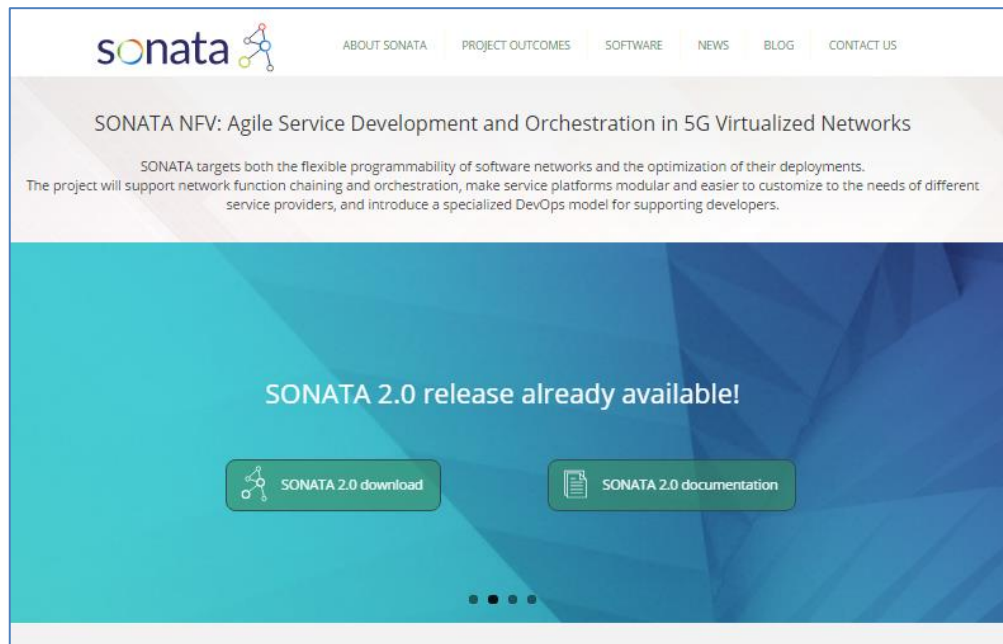 sonata
ABOUT SONATA PROJECT OUTCOMES SOFTWARE NEWS BLOG CONTACT US
SONATA NFV: Agile Service Development and Orchestration in 5G Virtualized Networks
SONATA targets both the flexible programmability of software networks and the optimization of their deployments.
The project will support network function chaining and orchestration, make service platforms modular and easier to customize to the needs of different
service providers, and introduce a specialized DevOps model for supporting developers.
SONATA 2.0 release already available!
SONATA 2.0 download
SONATA 2.0 documentation